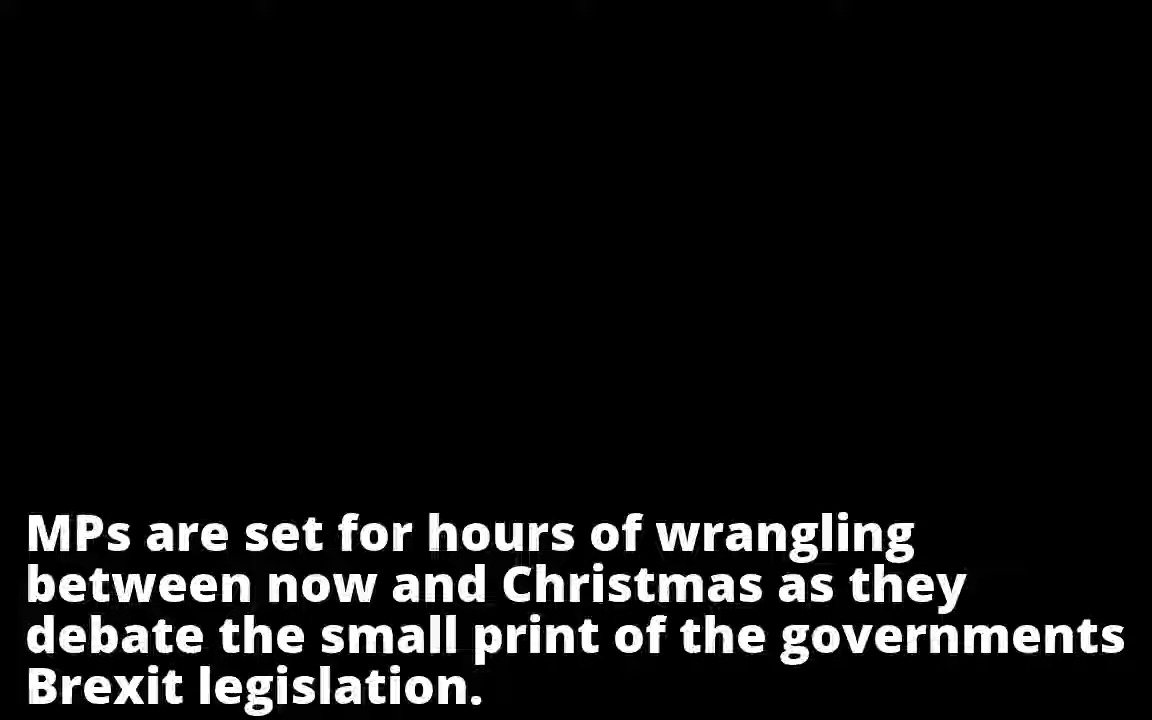 MPs are set for hours of wrangling
between now and Christmas as they
debate the small print of the governments
Brexit legislation.